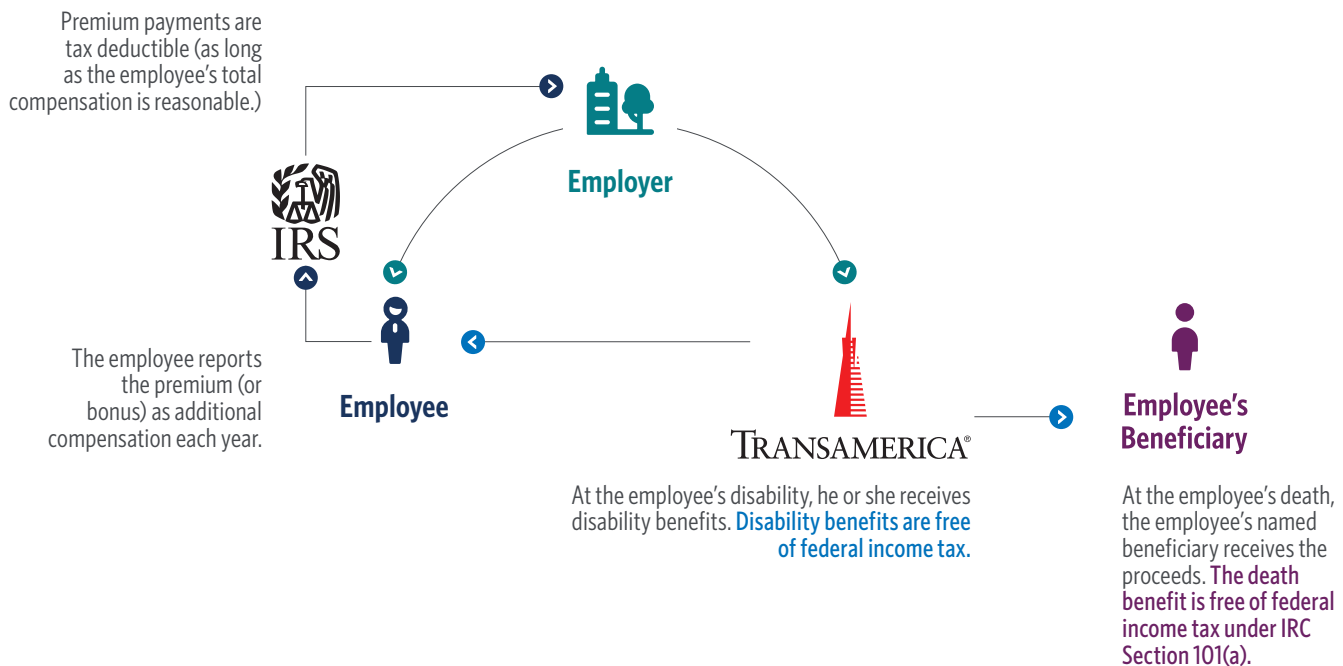 Premium payments are
tax deductible (as long
as the employee's total
compensation is reasonable.)
Employer
IRS
The employee reports
the premium (or
bonus) as additional
compensation each year.
Employee
TRANSAMERICA®
At the employee's disability, he or she receives
disability benefits. Disability benefits are free
of federal income tax.
Employee's
Beneficiary
At the employee's death,
the employee's named
beneficiary receives the
proceeds. The death
benefit is free of federal
income tax under IRC
Section 101(a).